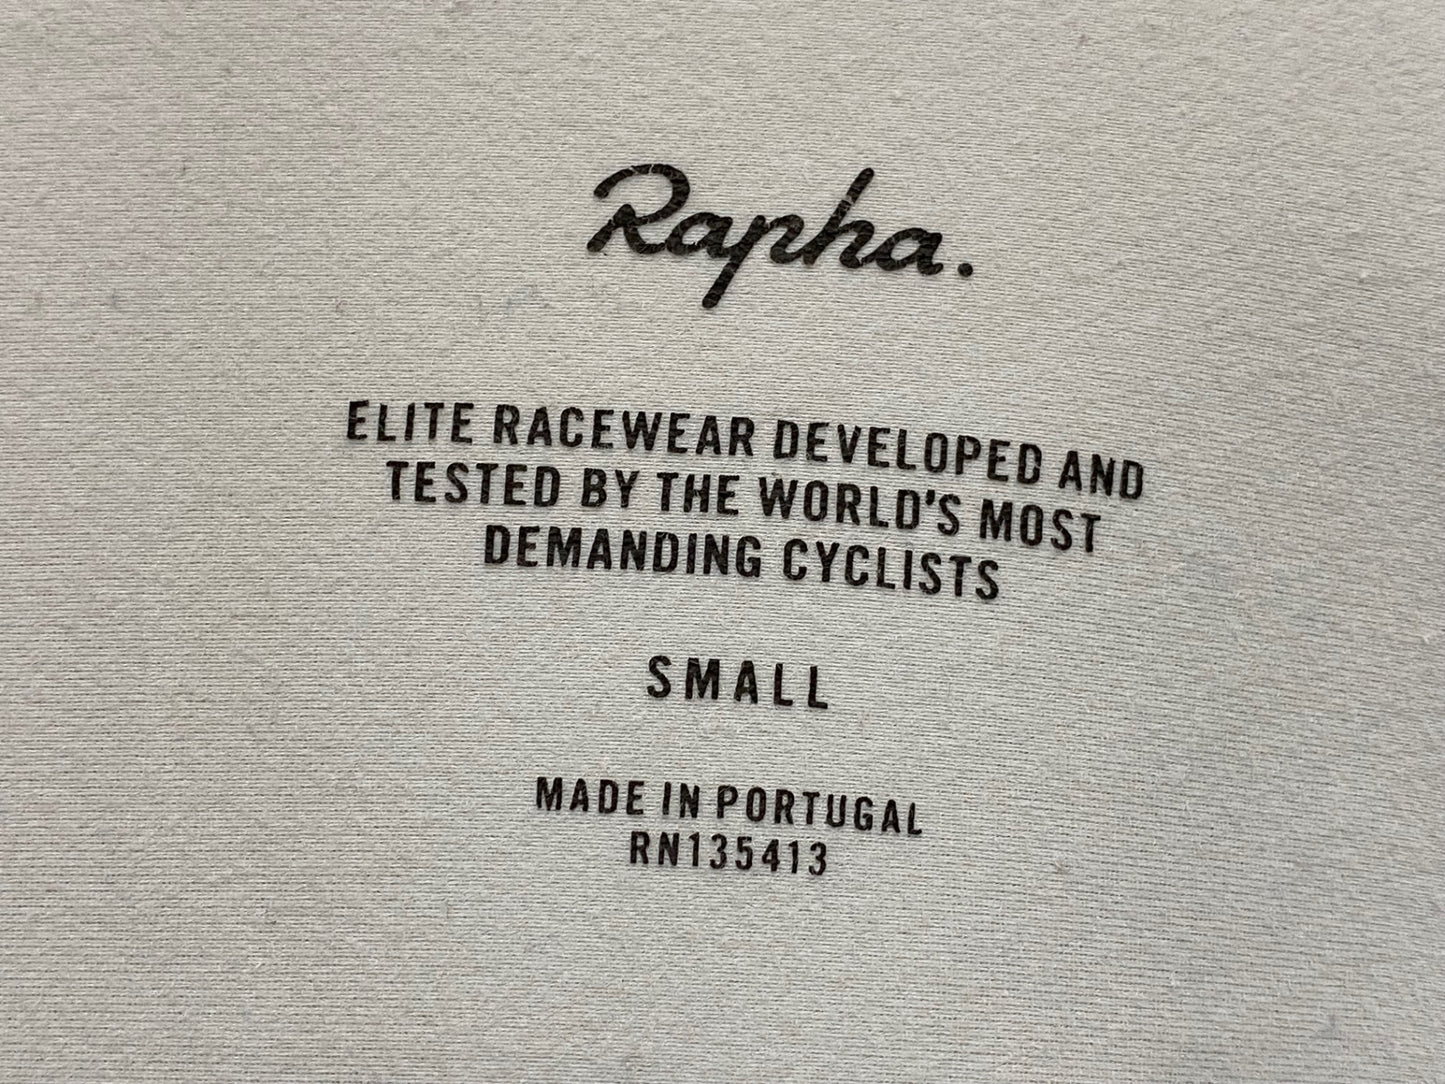 Rapha.
ELITE RACEWEAR DEVELOPED AND
TESTED BY THE WORLD'S MOST
DEMANDING CYCLISTS
SMALL
MADE IN PORTUGAL
RN135413